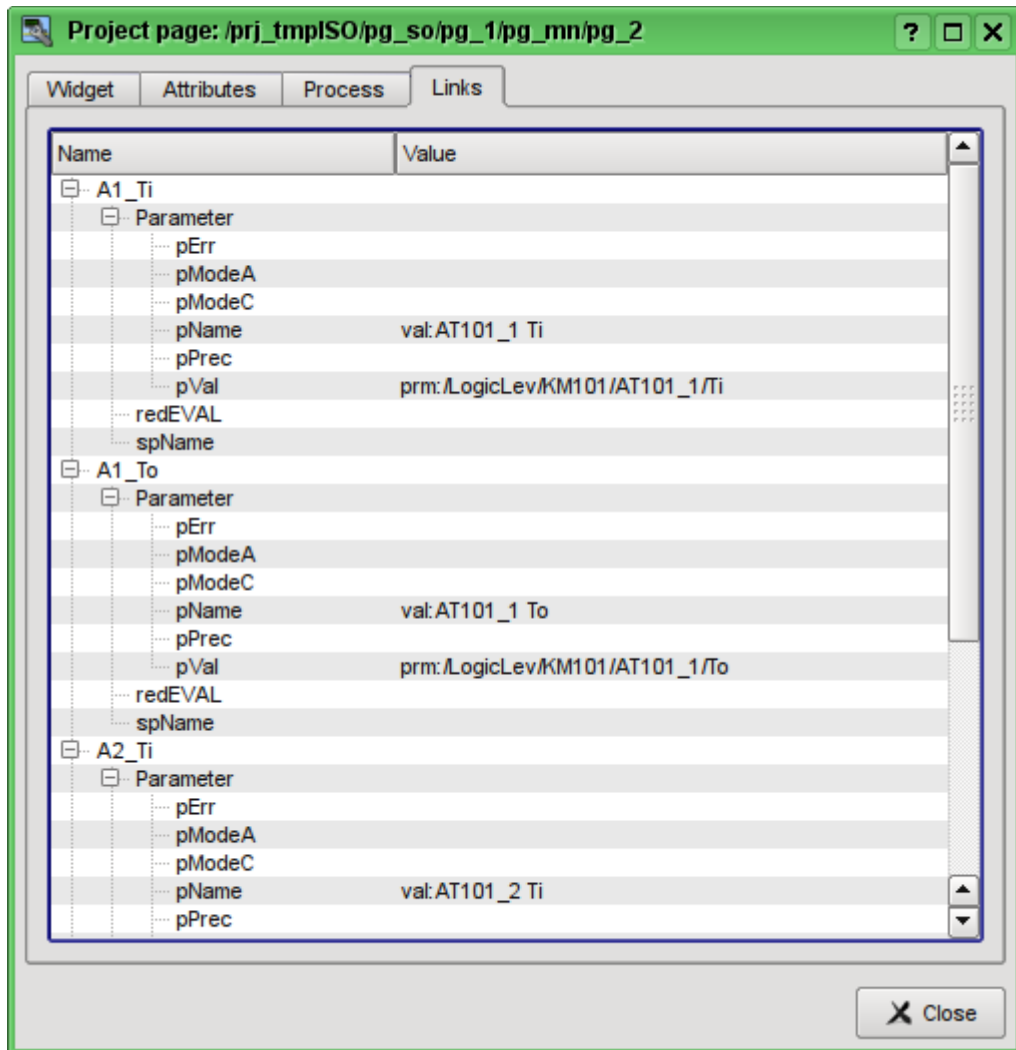 Project page: /prj_tmplSO/pg_so/pg_1/pg_mn/pg_2 ?
Widget Attributes Process Links
Name Value
A1_Ti
Parameter
pErr
pModeA
pModeC
pName val:AT101_1 Ti
pPrec
pVal prm:/LogicLev/KM101/AT101_1/Ti
redEVAL
spName
A1_To
Parameter
pErr
pModeA
pModeC
pName val:AT101_1 To
pPrec
pVal prm:/LogicLev/KM101/AT101_1/To
redEVAL
spName
A2_Ti
Parameter
pErr
pModeA
pModeC
pName val:AT101_2 Ti
pPrec
Close